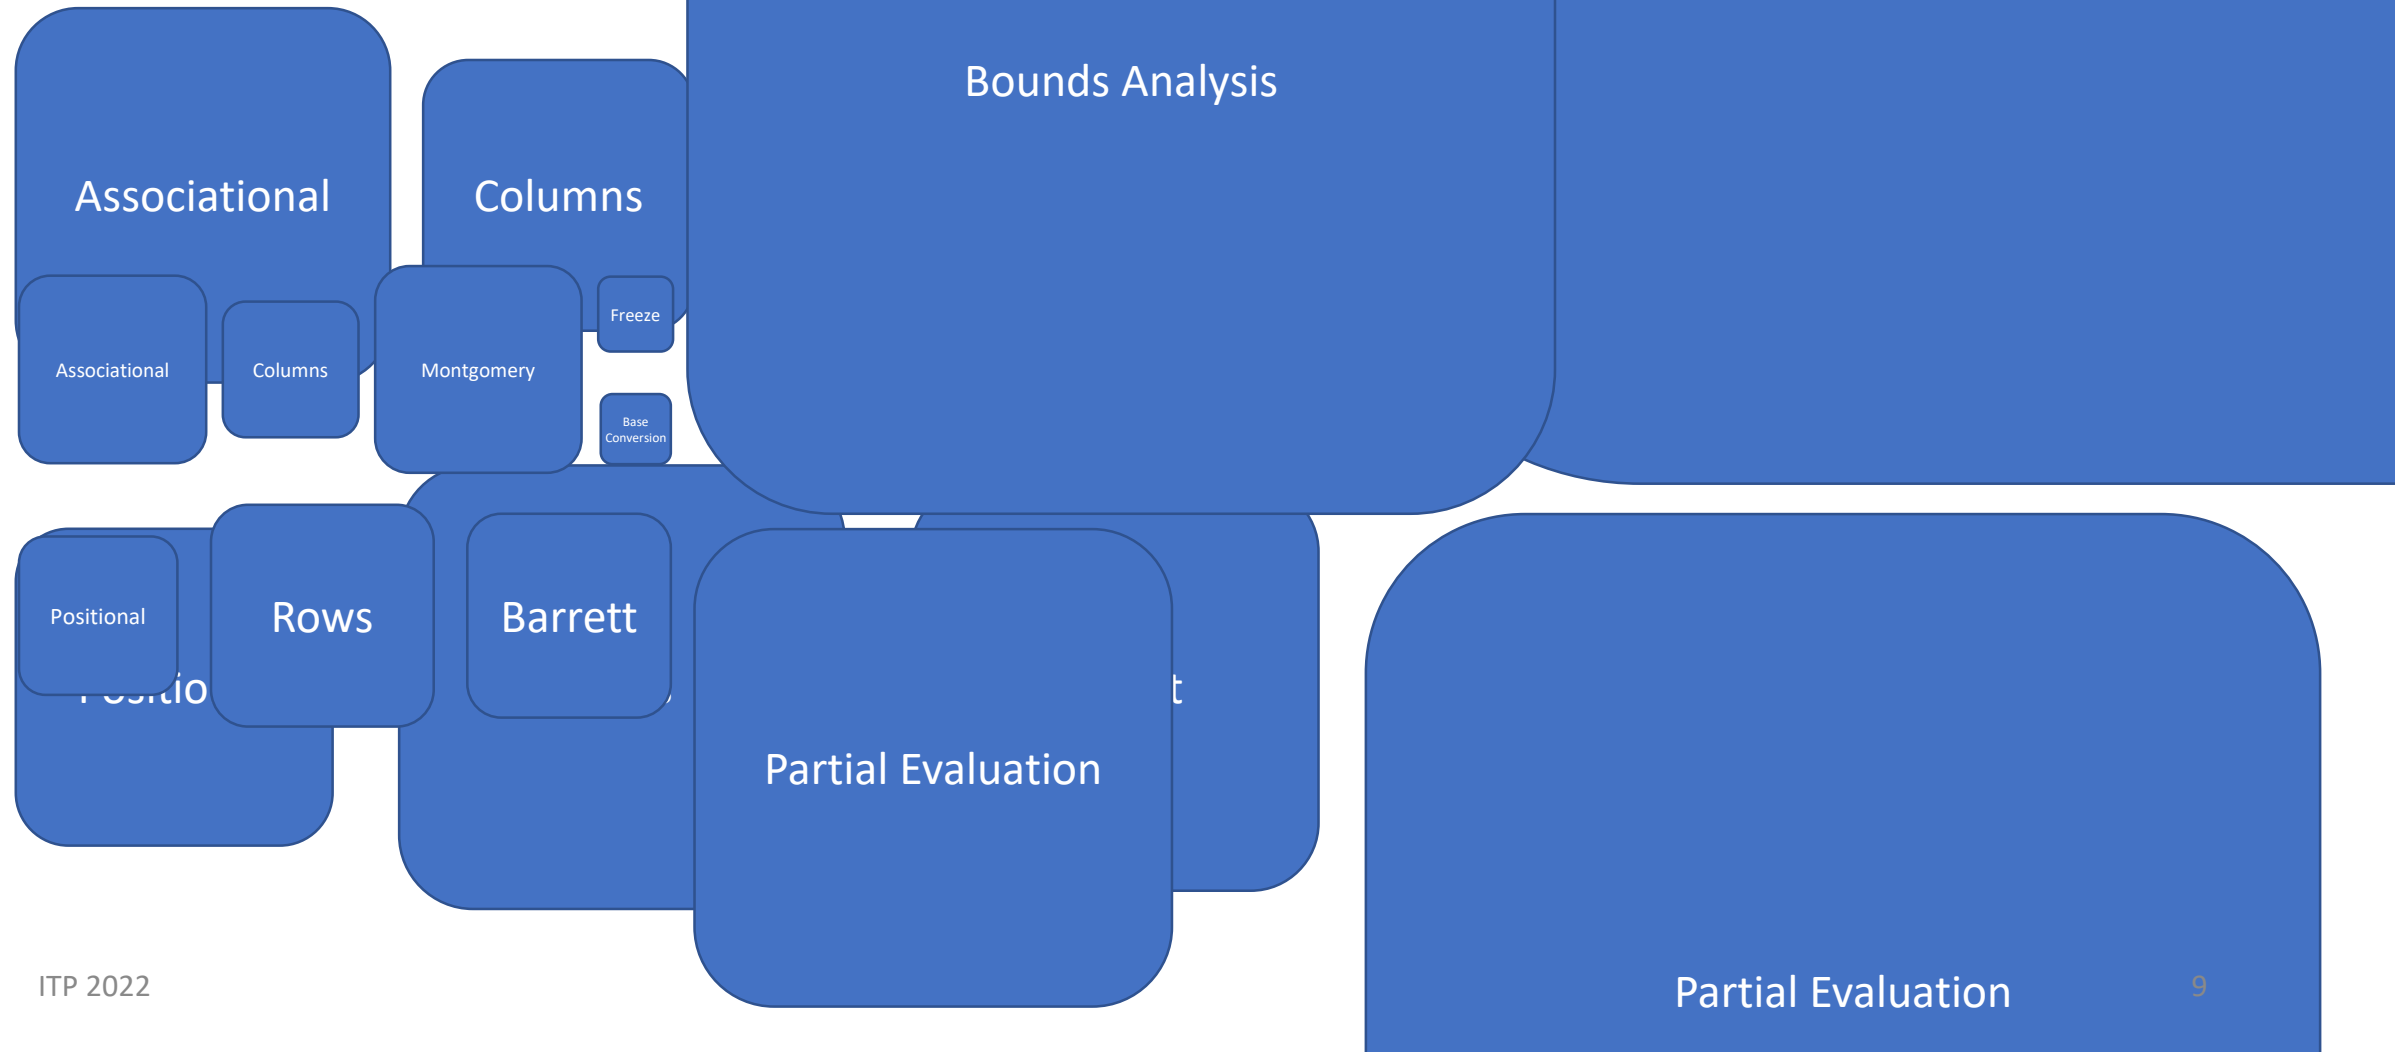 Bounds Analysis
Associational
Columns
Freeze
Associational
Columns
Montgomery
Base
Conversion
Positional
Rows
Barrett
Partial Evaluation
ITP 2022
Partial Evaluation
9